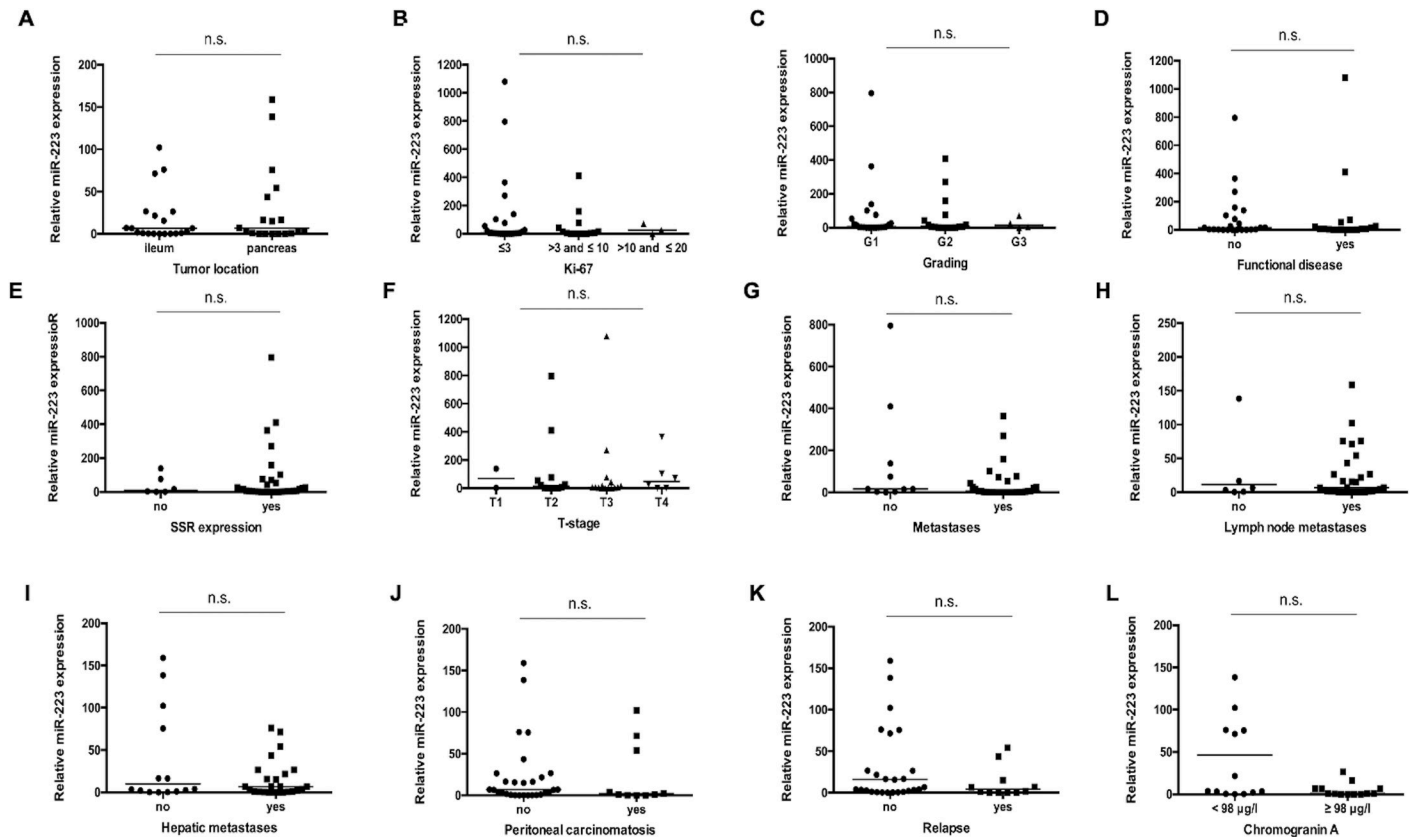 A
n.s.
Relative miR-223 expression
200
150
100
50
0
ileum pancreas
Tumor location
B
n.s.
Relative miR-223 expression
1200
1000
800
600
400
200
0
≤3 >3 and ≤ 10 >10 and ≤ 20
Ki-67
C
n.s.
Relative miR-223 expression
1000
800
600
400
200
0
G1 G2 G3
Grading
D
n.s.
Relative miR-223 expression
1200
1000
800
600
400
200
0
no yes
Functional disease
E
n.s.
Relative miR-223 expressioR
1000
800
600
400
200
0
no yes
SSR expression
F
n.s.
Relative miR-223 expression
1200
1000
800
600
400
200
0
T1 T2 T3 T4
T-stage
G
n.s.
Relative miR-223 expression
800
600
400
200
0
no yes
Metastases
H
n.s.
Relative miR-223 expression
250
200
150
100
50
0
no yes
Lymph node metastases
I
n.s.
Relative miR-223 expression
200
150
100
50
0
no yes
Hepatic metastases
J
n.s.
Relative miR-223 expression
200
150
100
50
0
no yes
Peritoneal carcinomatosis
K
n.s.
Relative miR-223 expression
200
150
100
50
0
no yes
Relapse
L
n.s.
Relative miR-223 expression
200
150
100
50
0
< 98 µg/l ≥ 98 µg/l
Chromogranin A